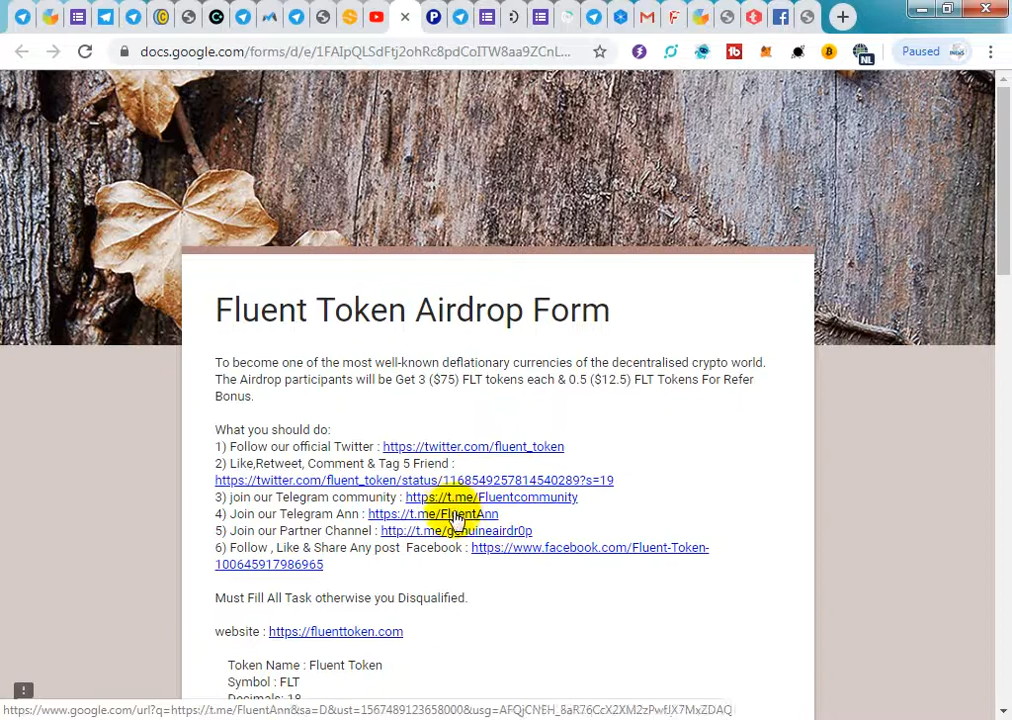 docs.google.com/forms/d/e/1FAIpQLSdFtj2ohRc8pdCoITW8aa9ZCnL...
Paused
NL
Fluent Token Airdrop Form
To become one of the most well-known deflationary currencies of the decentralised crypto world.
The Airdrop participants will be Get 3 ($75) FLT tokens each & 0.5 ($12.5) FLT Tokens For Refer
Bonus.
What you should do:
1) Follow our official Twitter : https://twitter.com/fluent_token
2) Like,Retweet, Comment & Tag 5 Friend :
https://twitter.com/fluent_token/status/1168549257814540289?s=19
3) join our Telegram community : https://t.me/Fluentcommunity
4) Join our Telegram Ann : https://t.me/FluentAnn
5) Join our Partner Channel : http://t.me/genuineairdr0p
6) Follow , Like & Share Any post Facebook : https://www.facebook.com/Fluent-Token-
100645917986965
Must Fill All Task otherwise you Disqualified.
website : https://fluenttoken.com
Token Name : Fluent Token
Symbol : FLT
Decimals: 18
https://www.google.com/url?q=https://t.me/FluentAnn&sa=D&ust=1567489123658000&usg=AFQjCNEH_8aR76CcX2XM2zPwfJX7MxZDAQ